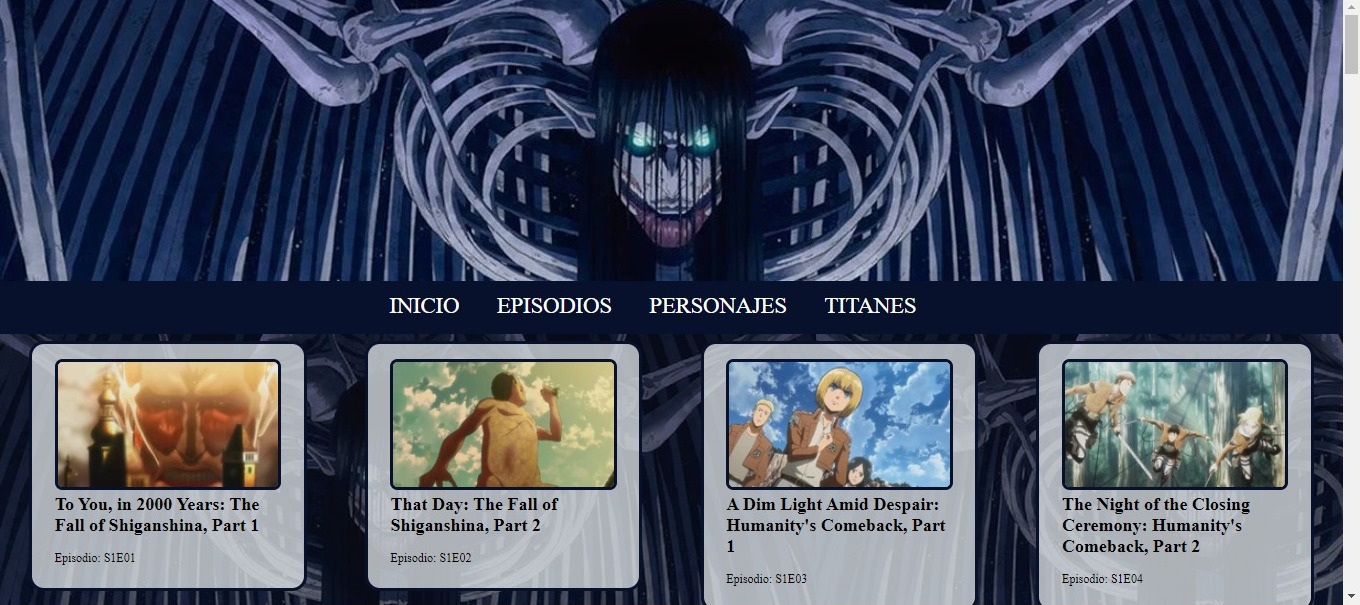 INICIO EPISODIOS PERSONAJES TITANES
To You, in 2000 Years: The
Fall of Shiganshina, Part 1
Episodio: S1E01
That Day: The Fall of
Shiganshina, Part 2
Episodio: S1E02
A Dim Light Amid Despair:
Humanity's Comeback, Part
1
Episodio: S1E03
The Night of the Closing
Ceremony: Humanity's
Comeback, Part 2
Episodio: S1E04